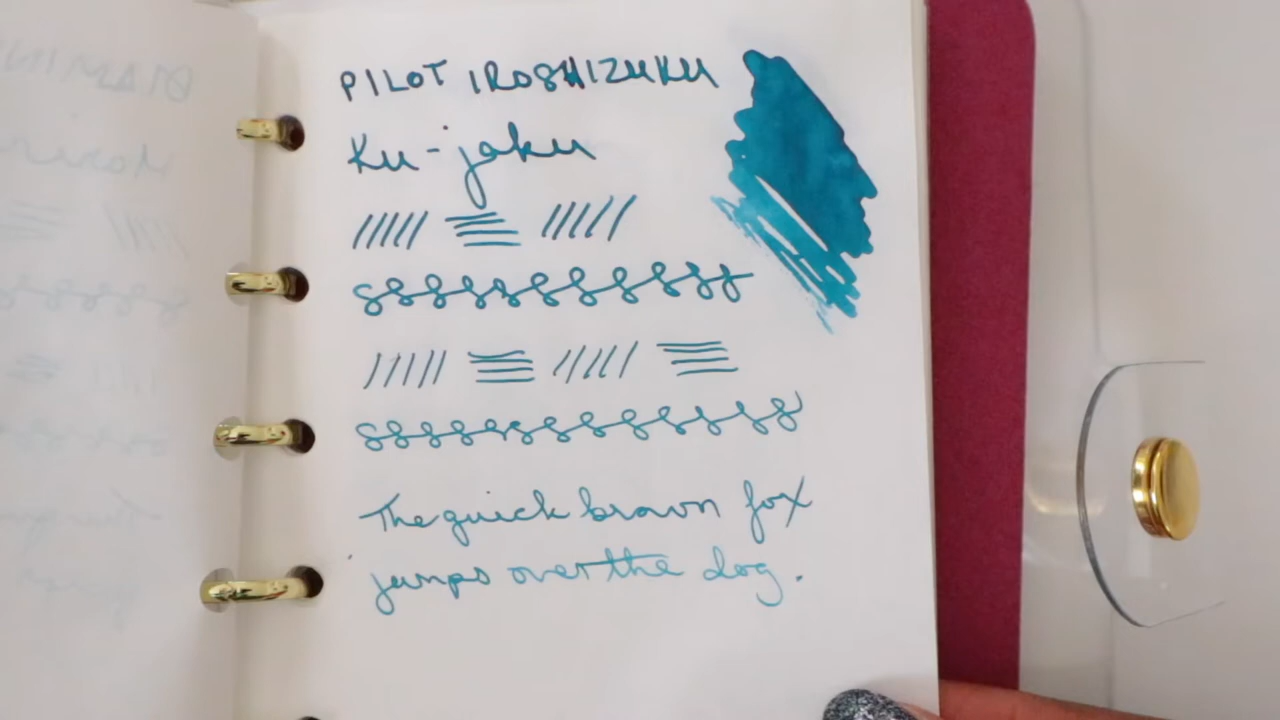 PILOT IROSHIZUKU
Ku-jaku
The quick brown fox
jumps over the dog.